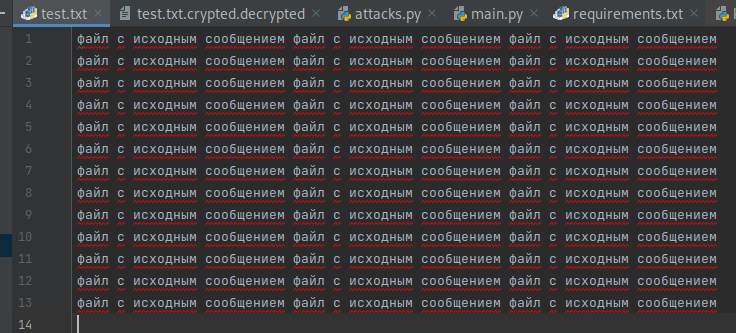 test.txt test.txt.crypted.decrypted attacks.py main.py requirements.txt
1 файл с исходным сообщением файл с исходным сообщением файл с исходным сообщением
2 файл с исходным сообщением файл с исходным сообщением файл с исходным сообщением
3 файл с исходным сообщением файл с исходным сообщением файл с исходным сообщением
4 файл с исходным сообщением файл с исходным сообщением файл с исходным сообщением
5 файл с исходным сообщением файл с исходным сообщением файл с исходным сообщением
6 файл с исходным сообщением файл с исходным сообщением файл с исходным сообщением
7 файл с исходным сообщением файл с исходным сообщением файл с исходным сообщением
8 файл с исходным сообщением файл с исходным сообщением файл с исходным сообщением
9 файл с исходным сообщением файл с исходным сообщением файл с исходным сообщением
10 файл с исходным сообщением файл с исходным сообщением файл с исходным сообщением
11 файл с исходным сообщением файл с исходным сообщением файл с исходным сообщением
12 файл с исходным сообщением файл с исходным сообщением файл с исходным сообщением
13 файл с исходным сообщением файл с исходным сообщением файл с исходным сообщением
14